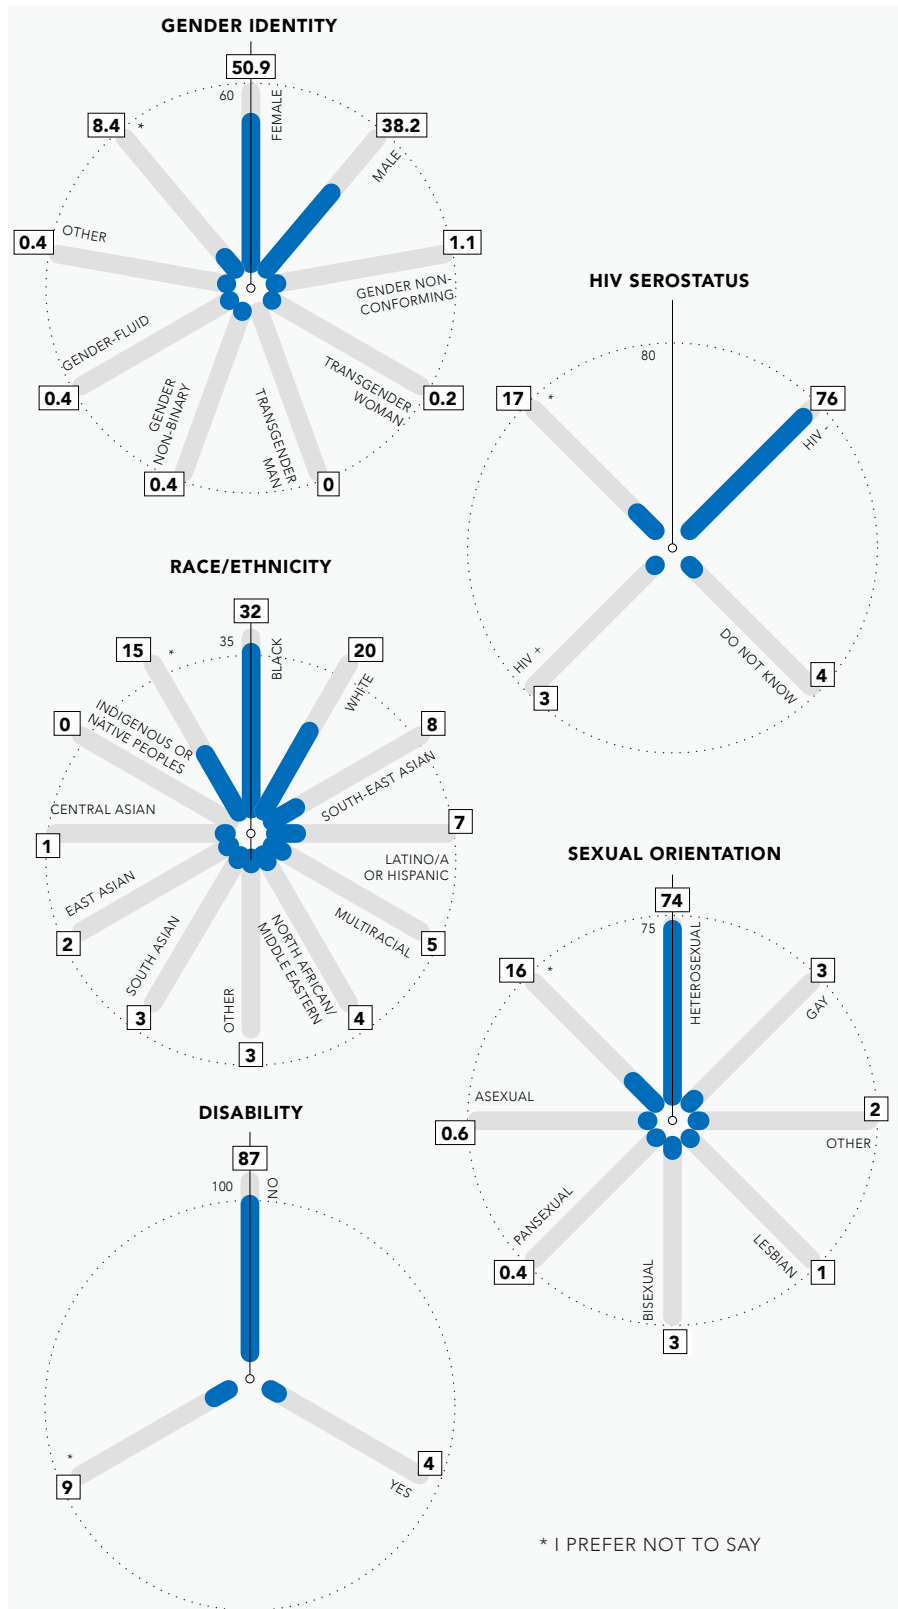 GENDER IDENTITY
50.9
60
FEMALE
38.2
MALE
1.1
GENDER NON-
CONFORMING
0.2
TRANSGENDER
WOMAN
0
TRANSGENDER
MAN
0.4
GENDER
NON-BINARY
0.4
GENDER-FLUID
0.4
OTHER
8.4
*
HIV SEROSTATUS
80
76
HIV -
4
DO NOT KNOW
3
HIV +
17
*
RACE/ETHNICITY
32
35
BLACK
20
WHITE
8
SOUTH-EAST ASIAN
7
LATINO/A
OR HISPANIC
5
MULTIRACIAL
4
NORTH AFRICAN/
MIDDLE EASTERN
3
OTHER
3
SOUTH ASIAN
2
EAST ASIAN
1
CENTRAL ASIAN
0
INDIGENOUS OR
NATIVE PEOPLES
15
*
SEXUAL ORIENTATION
74
75
HETEROSEXUAL
3
GAY
2
OTHER
1
LESBIAN
3
BISEXUAL
0.4
PANSEXUAL
0.6
ASEXUAL
16
*
DISABILITY
87
100
NO
4
YES
9
*
* I PREFER NOT TO SAY